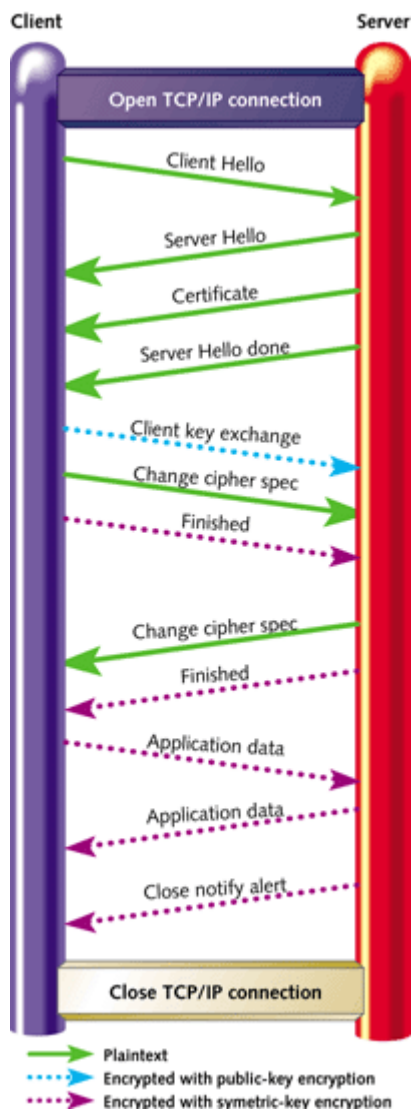 Client Server
Open TCP/IP connection
Client Hello
Server Hello
Certificate
Server Hello done
Client key exchange
Change cipher spec
Finished
Change cipher spec
Finished
Application data
Application data
Close notify alert
Close TCP/IP connection
Plaintext
Encrypted with public-key encryption
Encrypted with symetric-key encryption